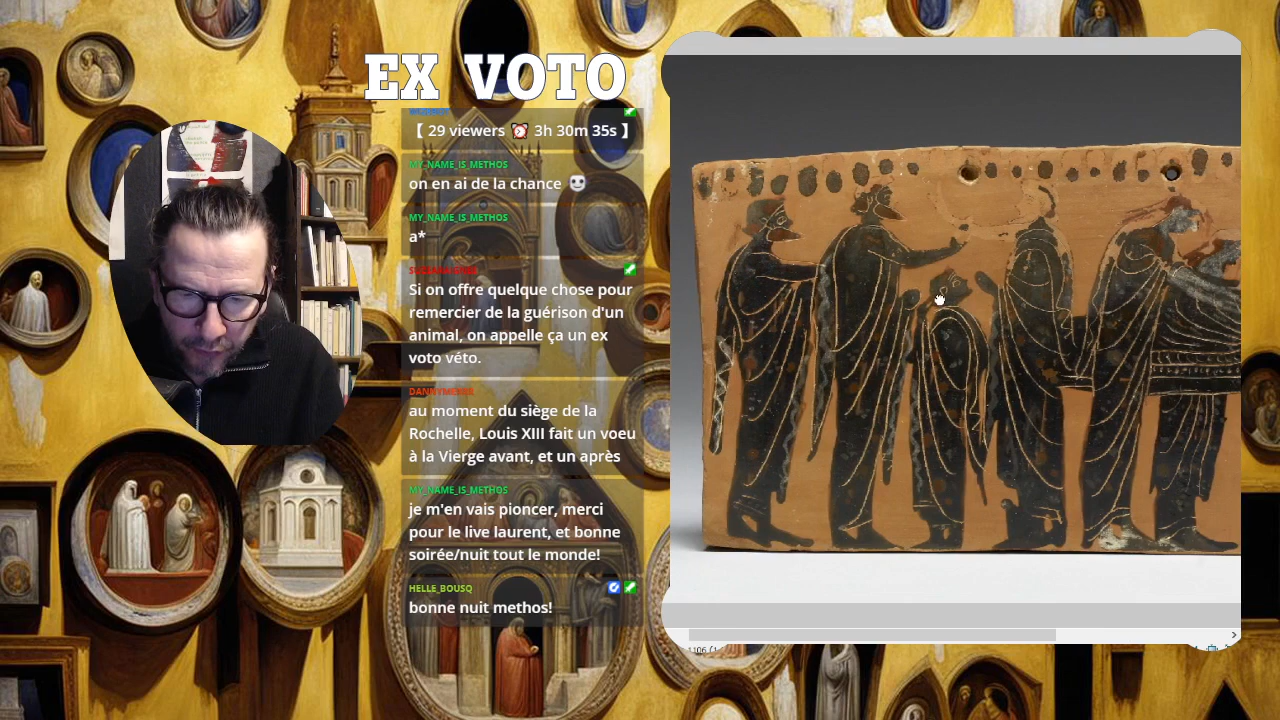 EX VOTO
【 29 viewers ⏰ 3h 30m 35s 】
MY_NAME_IS_METHOS
on en ai de la chance
MY_NAME_IS_METHOS
a*
Si on offre quelque chose pour
remercier de la guérison d'un
animal, on appelle ça un ex
voto véto.
au moment du siège de la
Rochelle, Louis XIII fait un voeu
à la Vierge avant, et un après
MY_NAME_IS_METHOS
je m'en vais pioncer, merci
pour le live laurent, et bonne
soirée/nuit tout le monde!
HELLE_BOUSQ
bonne nuit methos!